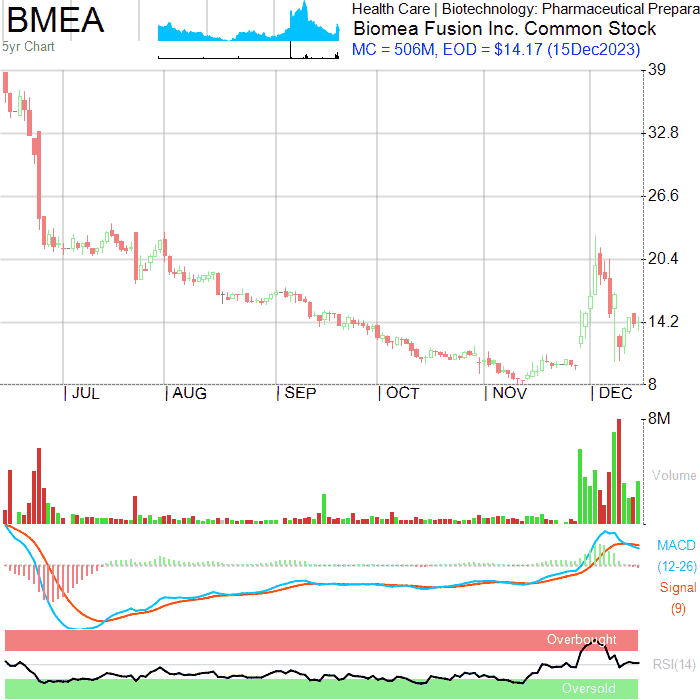 BMEA
5yr Chart
Health Care | Biotechnology: Pharmaceutical Prepara
Biomea Fusion Inc. Common Stock
MC = 506M, EOD = $14.17 (15Dec2023)
39
32.8
26.6
20.4
14.2
8
JUL AUG SEP OCT NOV DEC
8M
Volume
MACD
(12-26)
Signal
(9)
Overbought
RSI(14)
Oversold